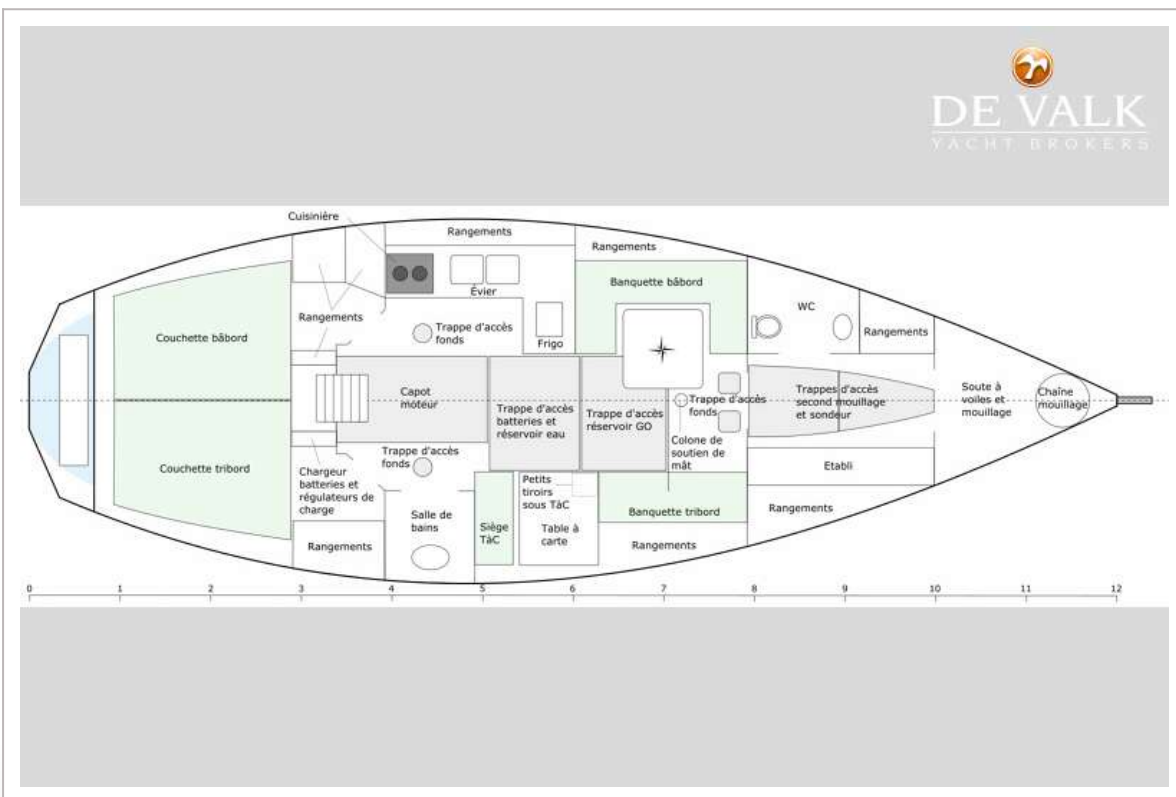 DE VALK
YACHT BROKERS
Cuisinière
Rangements
Rangements
Évier
Banquette bâbord
WC
Couchette bâbord
Rangements
Trappe d'accès
fonds
Frigo
Rangements
Capot
moteur
Trappe d'accès
batteries et
réservoir eau
Trappe d'accès
réservoir GO
Trappe d'accès
fonds
Trappes d'accès
second mouillage
et sondeur
Soute à
voiles et
mouillage
Chaîne
mouillage
Colone de
soutien de
mât
Couchette tribord
Chargeur
batteries et
régulateurs de
charge
Trappe d'accès
fonds
Etabli
Petits
tiroirs
sous TàC
Salle de
bains
Siège
TàC
Table à
carte
Banquette tribord
Rangements
Rangements
Rangements
0 1 2 3 4 5 6 7 8 9 10 11 12